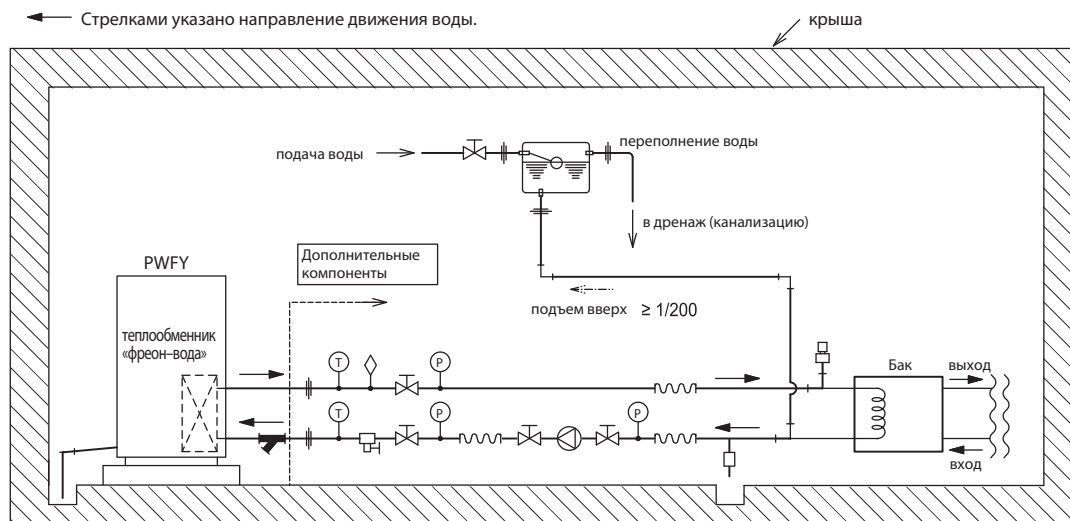 Стрелками указано направление движения воды.
крыша
подача воды
переполнение воды
в дренаж (канализацию)
PWFY
Дополнительные
компоненты
подъем вверх ≥ 1/200
теплообменник
«фреон–вода»
T
P
Бак
выход
T
P
P
вход